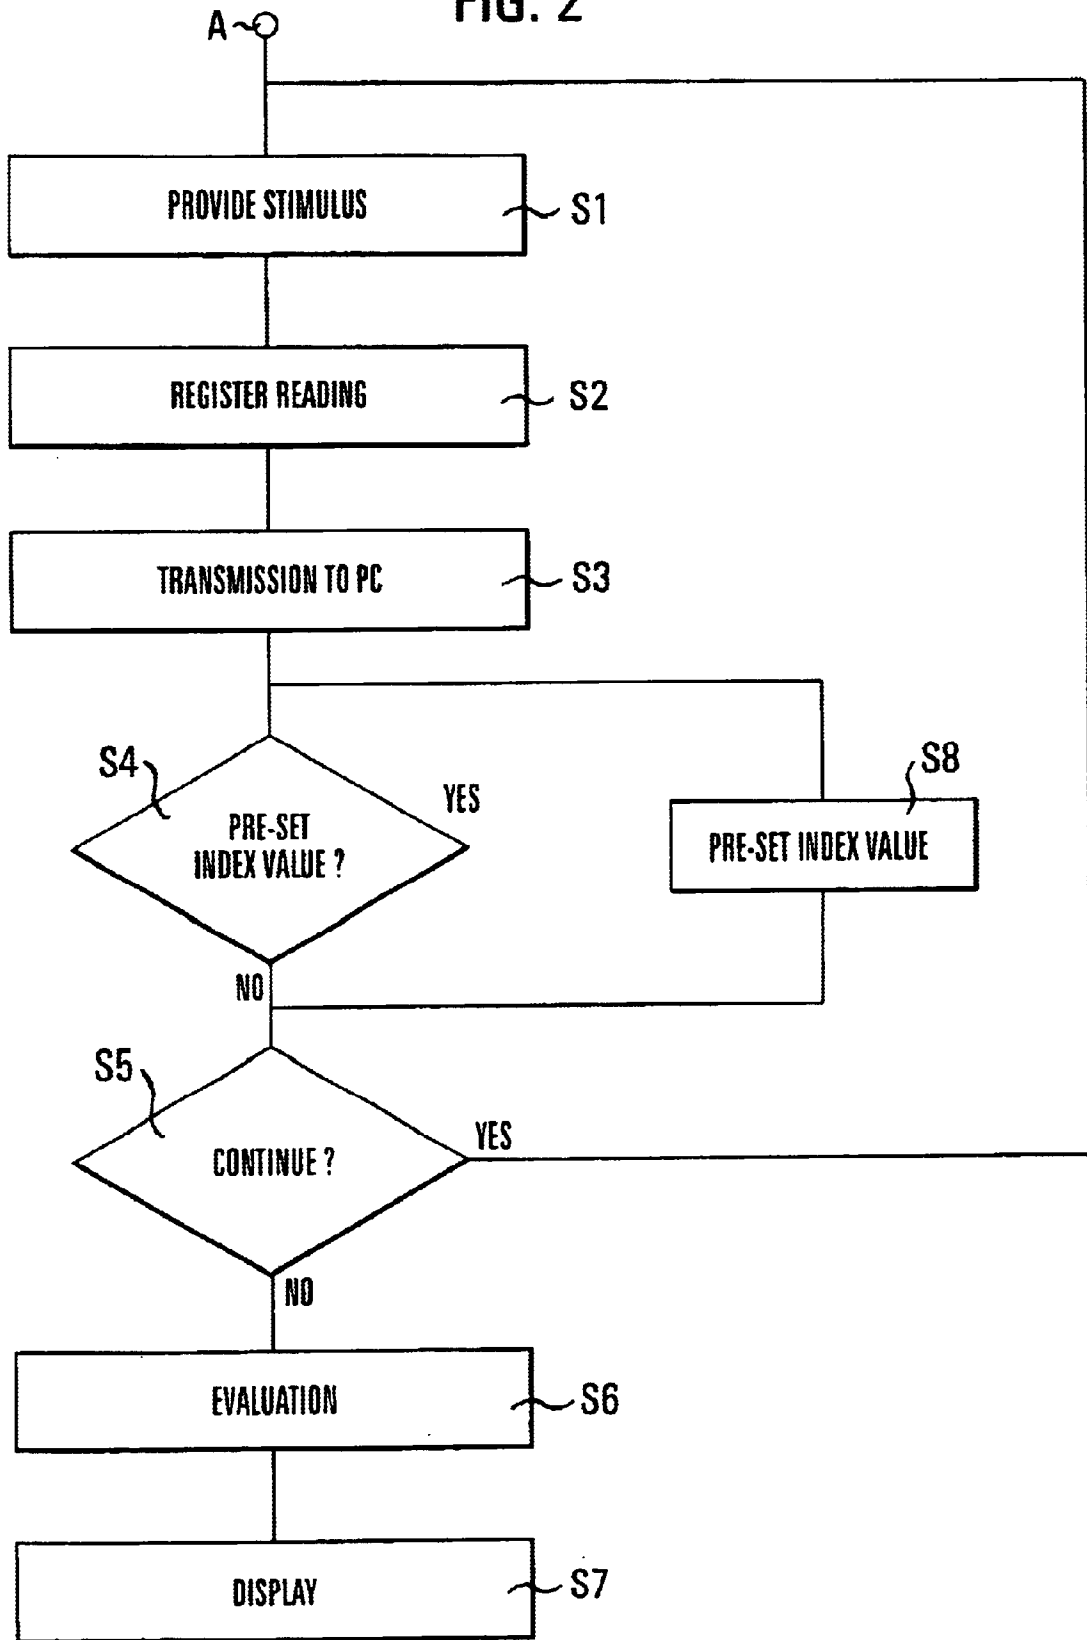 FIG. 2
A
PROVIDE STIMULUS
S1
REGISTER READING
S2
TRANSMISSION TO PC
S3
S4
YES
PRE-SET
INDEX VALUE ?
NO
S8
PRE-SET INDEX VALUE
S5
YES
CONTINUE ?
NO
EVALUATION
S6
DISPLAY
S7